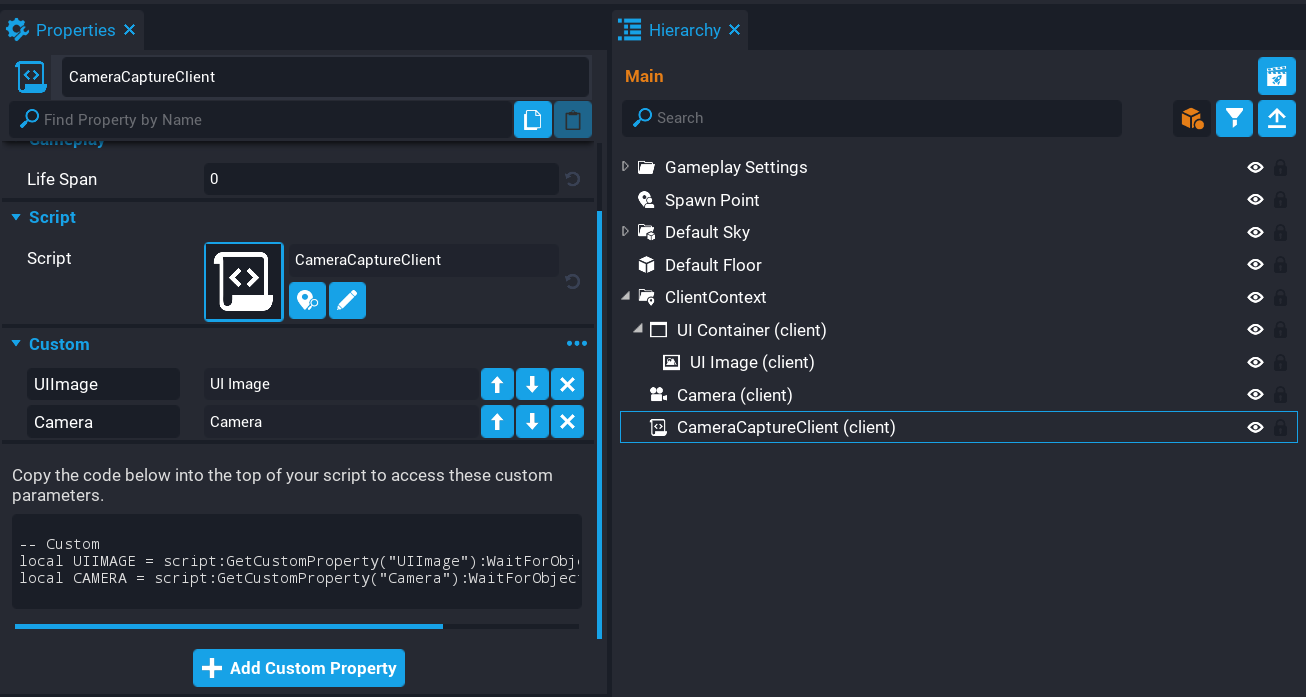 Properties
CameraCaptureClient
Find Property by Name
Gameplay
Life Span
0
Script
Script
CameraCaptureClient
Custom
UIImage
UI Image
Camera
Camera
Copy the code below into the top of your script to access these custom
parameters.
-- Custom
local UIIMAGE = script:GetCustomProperty("UIImage"):WaitForObj
local CAMERA = script:GetCustomProperty("Camera"):WaitForObject
Add Custom Property
Hierarchy
Main
Search
Gameplay Settings
Spawn Point
Default Sky
Default Floor
ClientContext
UI Container (client)
UI Image (client)
Camera (client)
CameraCaptureClient (client)